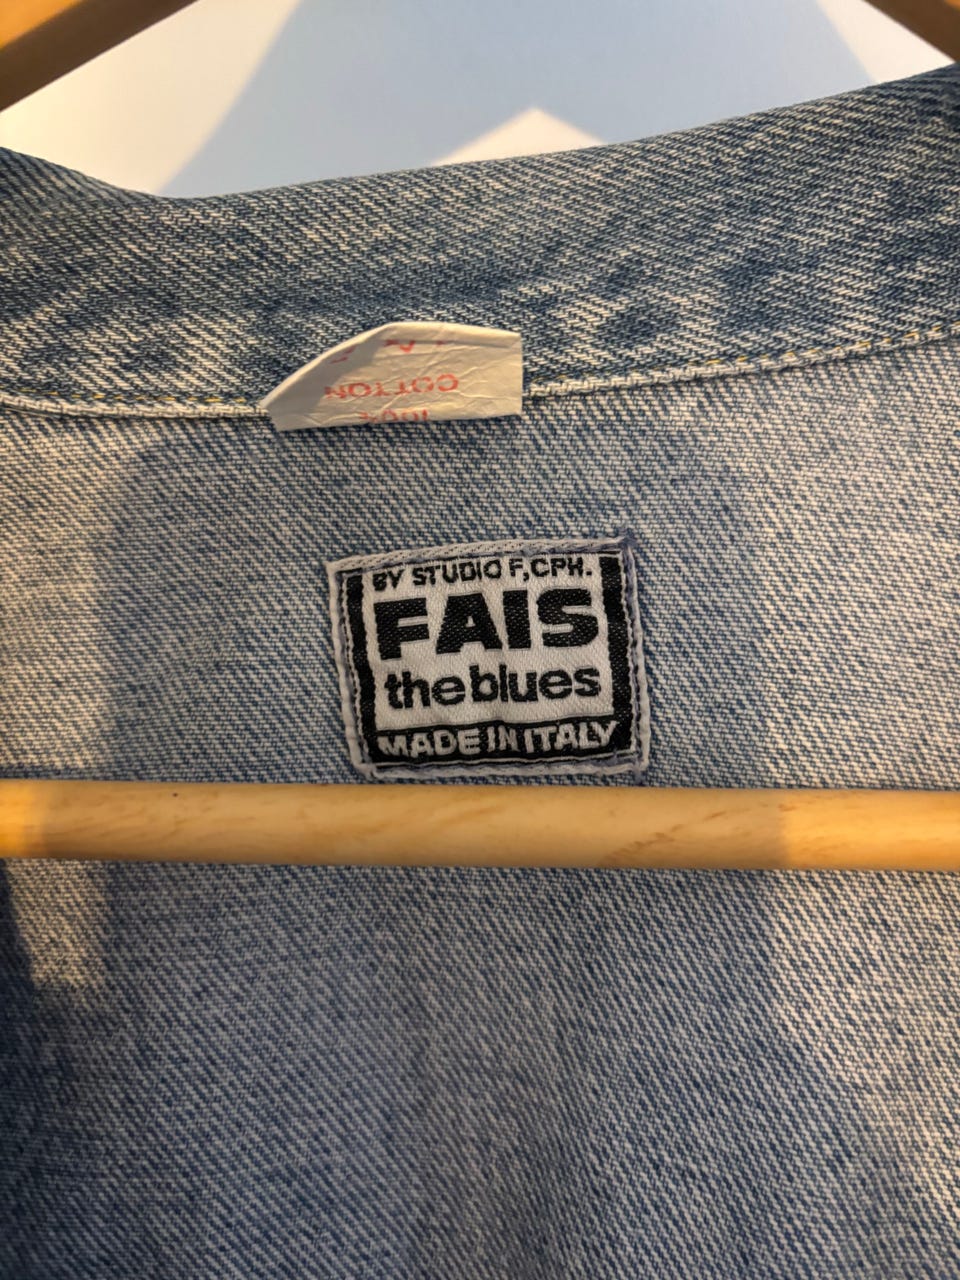 COTTON
100%
BY STUDIO F,CPH.
FAIS
the blues
MADE IN ITALY